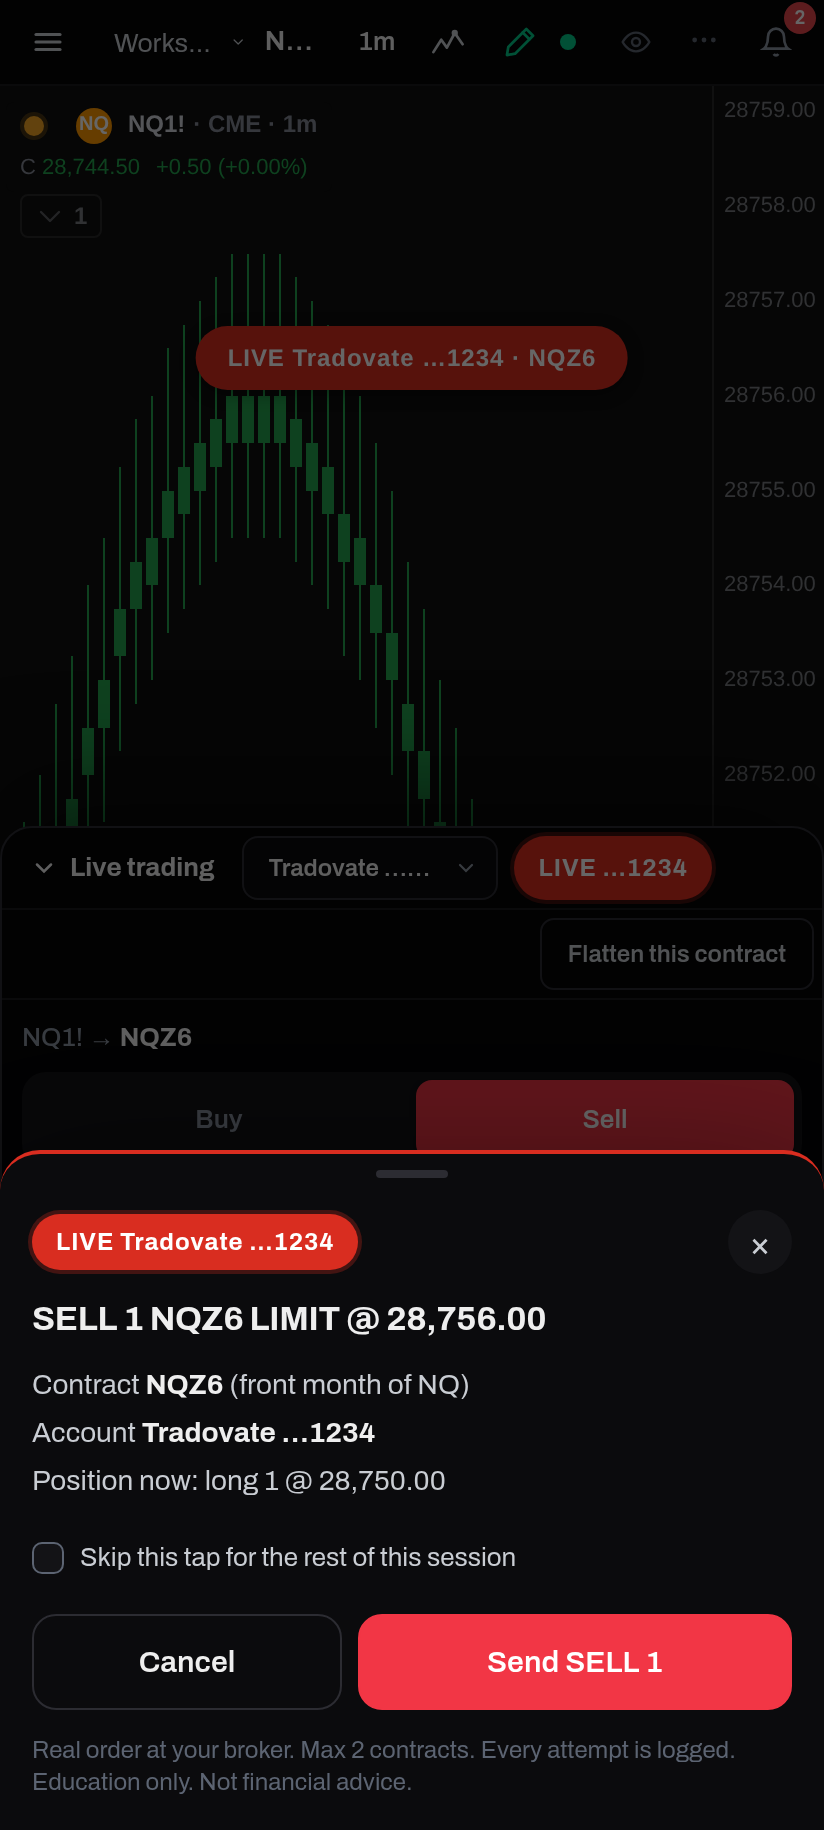 Works... N... 1m 2
NQ NQ1! · CME · 1m
C 28,744.50 +0.50 (+0.00%)
1
28759.00
28758.00
28757.00
LIVE Tradovate ...1234 · NQZ6
28756.00
28755.00
28754.00
28753.00
28752.00
Live trading Tradovate ...... LIVE ...1234
Flatten this contract
NQ1! → NQZ6
Buy Sell
LIVE Tradovate ...1234 ×
SELL 1 NQZ6 LIMIT @ 28,756.00
Contract NQZ6 (front month of NQ)
Account Tradovate ...1234
Position now: long 1 @ 28,750.00
Skip this tap for the rest of this session
Cancel Send SELL 1
Real order at your broker. Max 2 contracts. Every attempt is logged.
Education only. Not financial advice.